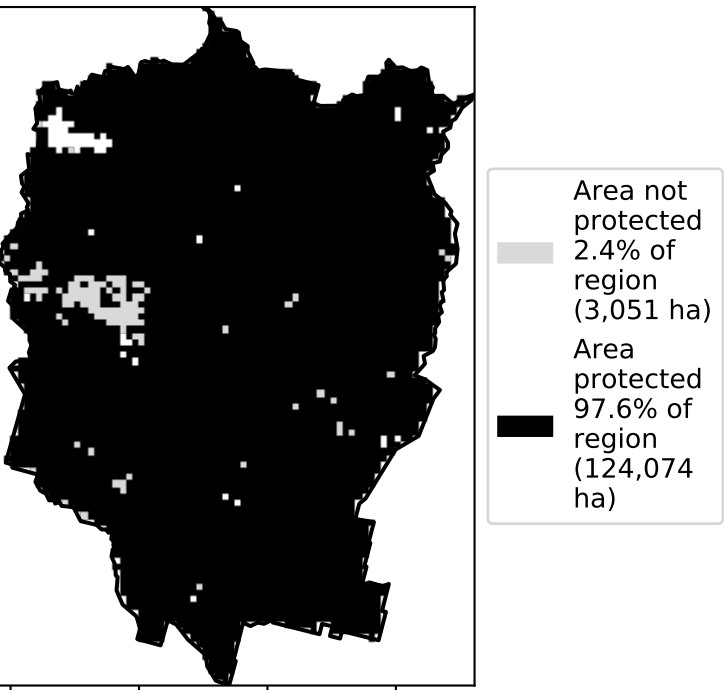 Area not
protected
2.4% of
region
(3,051 ha)
Area
protected
97.6% of
region
(124,074
ha)